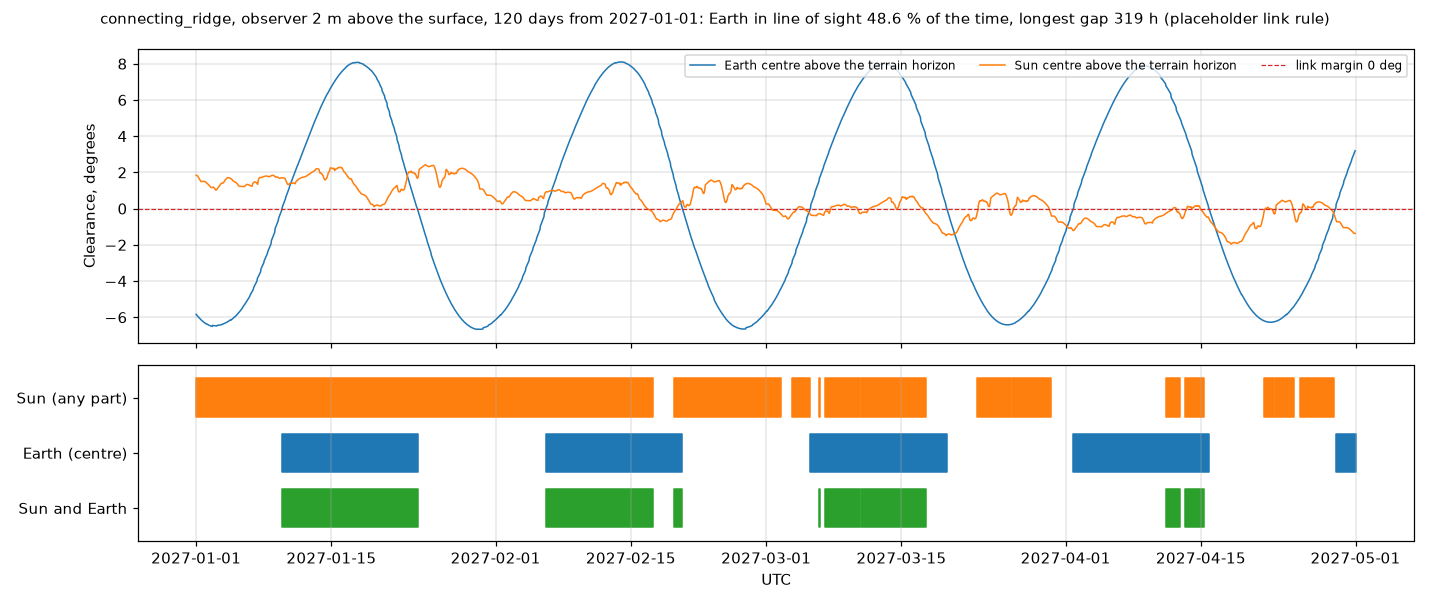 connecting_ridge, observer 2 m above the surface, 120 days from 2027-01-01: Earth in line of sight 48.6 % of the time, longest gap 319 h (placeholder link rule)
Earth centre above the terrain horizon
Sun centre above the terrain horizon
link margin 0 deg
Clearance, degrees
8
6
4
2
0
−2
−4
−6
Sun (any part)
Earth (centre)
Sun and Earth
2027-01-01
2027-01-15
2027-02-01
2027-02-15
2027-03-01
2027-03-15
2027-04-01
2027-04-15
2027-05-01
UTC